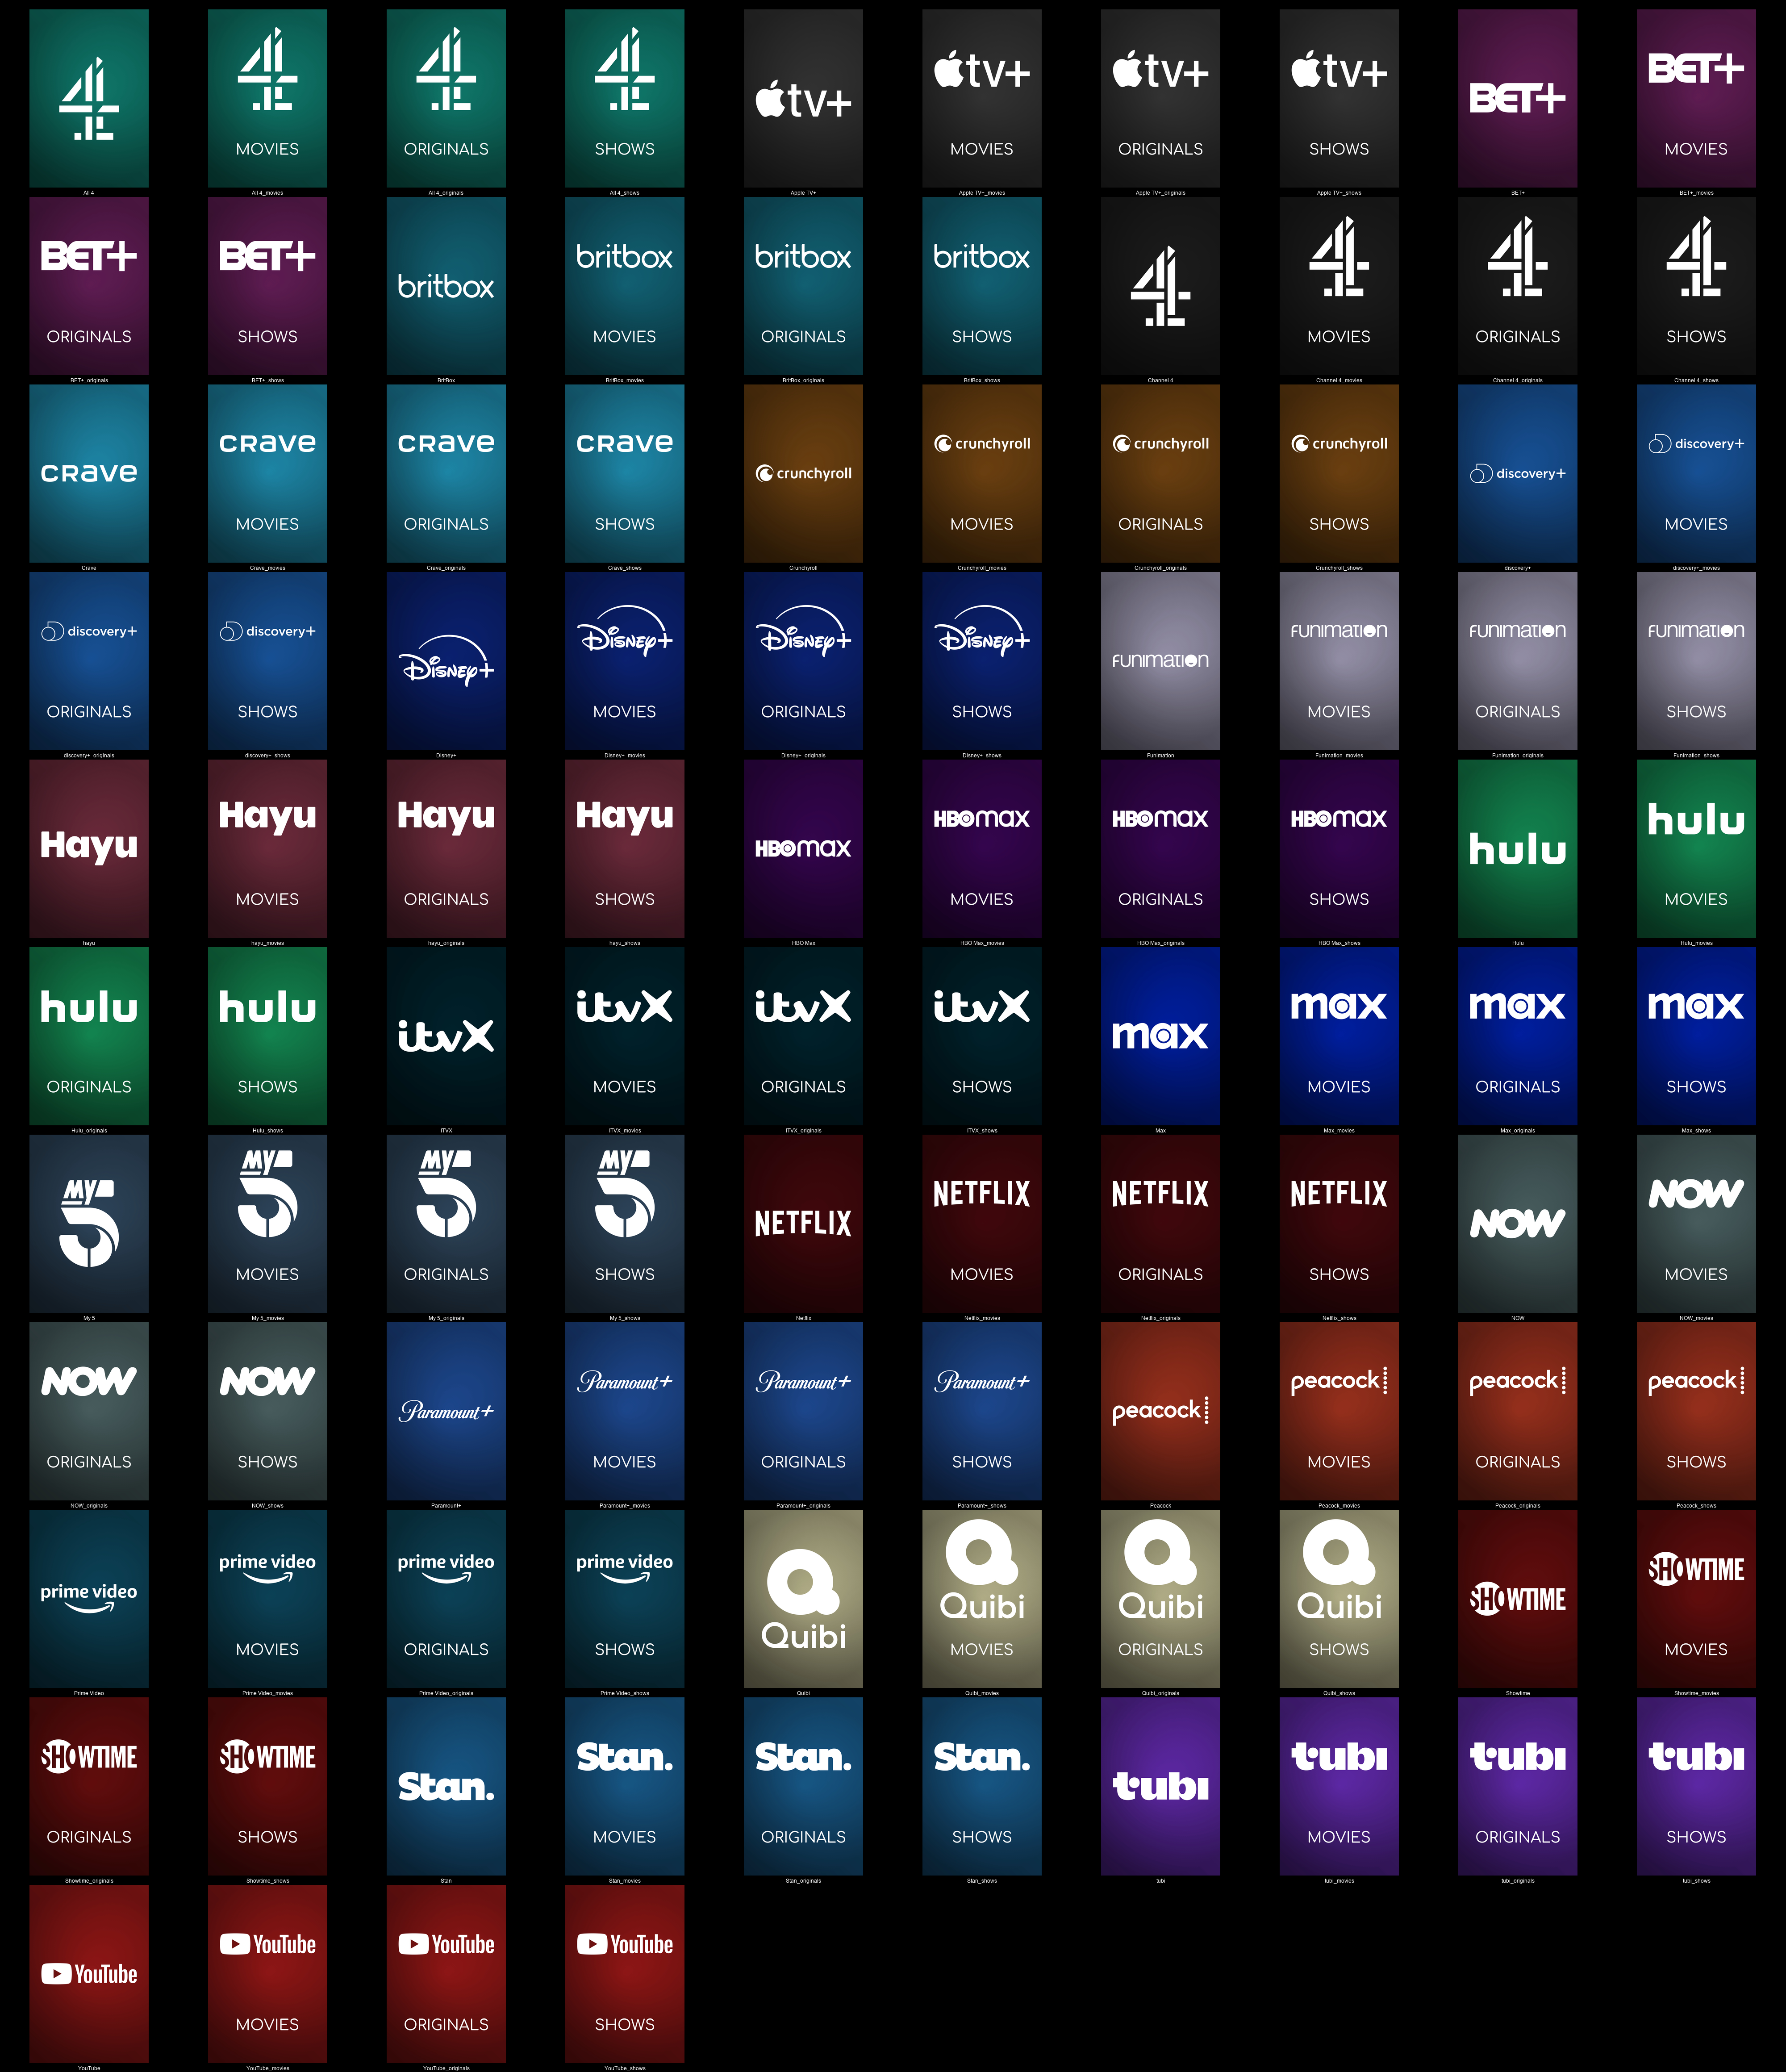 4
All 4
4
MOVIES
All 4_movies
4
ORIGINALS
All 4_originals
4
SHOWS
All 4_shows
tv+
Apple TV+
tv+
MOVIES
Apple TV+_movies
tv+
ORIGINALS
Apple TV+_originals
tv+
SHOWS
Apple TV+_shows
BET+
BET+
BET+
MOVIES
BET+_movies
BET+
ORIGINALS
BET+_originals
BET+
SHOWS
BET+_shows
britbox
BritBox
britbox
MOVIES
BritBox_movies
britbox
ORIGINALS
BritBox_originals
britbox
SHOWS
BritBox_shows
4
Channel 4
4
MOVIES
Channel 4_movies
4
ORIGINALS
Channel 4_originals
4
SHOWS
Channel 4_shows
crave
Crave
crave
MOVIES
Crave_movies
crave
ORIGINALS
Crave_originals
crave
SHOWS
Crave_shows
crunchyroll
Crunchyroll
crunchyroll
MOVIES
Crunchyroll_movies
crunchyroll
ORIGINALS
Crunchyroll_originals
crunchyroll
SHOWS
Crunchyroll_shows
discovery+
discovery+
discovery+
MOVIES
discovery+_movies
discovery+
ORIGINALS
discovery+_originals
discovery+
SHOWS
discovery+_shows
Disney+
Disney+
Disney+
MOVIES
Disney+_movies
Disney+
ORIGINALS
Disney+_originals
Disney+
SHOWS
Disney+_shows
Funimation
Funimation
Funimation
MOVIES
Funimation_movies
Funimation
ORIGINALS
Funimation_originals
Funimation
SHOWS
Funimation_shows
Hayu
hayu
Hayu
MOVIES
hayu_movies
Hayu
ORIGINALS
hayu_originals
Hayu
SHOWS
hayu_shows
HBOmax
HBO Max
HBOmax
MOVIES
HBO Max_movies
HBOmax
ORIGINALS
HBO Max_originals
HBOmax
SHOWS
HBO Max_shows
hulu
Hulu
hulu
MOVIES
Hulu_movies
hulu
ORIGINALS
Hulu_originals
hulu
SHOWS
Hulu_shows
itvX
ITVX
itvX
MOVIES
ITVX_movies
itvX
ORIGINALS
ITVX_originals
itvX
SHOWS
ITVX_shows
max
Max
max
MOVIES
Max_movies
max
ORIGINALS
Max_originals
max
SHOWS
Max_shows
My 5
My 5
My 5
MOVIES
My 5_movies
My 5
ORIGINALS
My 5_originals
My 5
SHOWS
My 5_shows
NETFLIX
Netflix
NETFLIX
MOVIES
Netflix_movies
NETFLIX
ORIGINALS
Netflix_originals
NETFLIX
SHOWS
Netflix_shows
NOW
NOW
NOW
MOVIES
NOW_movies
NOW
ORIGINALS
NOW_originals
NOW
SHOWS
NOW_shows
Paramount+
Paramount+
Paramount+
MOVIES
Paramount+_movies
Paramount+
ORIGINALS
Paramount+_originals
Paramount+
SHOWS
Paramount+_shows
peacock
Peacock
peacock
MOVIES
Peacock_movies
peacock
ORIGINALS
Peacock_originals
peacock
SHOWS
Peacock_shows
prime video
Prime Video
prime video
MOVIES
Prime Video_movies
prime video
ORIGINALS
Prime Video_originals
prime video
SHOWS
Prime Video_shows
Quibi
Quibi
Quibi
MOVIES
Quibi_movies
Quibi
ORIGINALS
Quibi_originals
Quibi
SHOWS
Quibi_shows
SHOWTIME
Showtime
SHOWTIME
MOVIES
Showtime_movies
SHOWTIME
ORIGINALS
Showtime_originals
SHOWTIME
SHOWS
Showtime_shows
Stan.
Stan
Stan.
MOVIES
Stan_movies
Stan.
ORIGINALS
Stan_originals
Stan.
SHOWS
Stan_shows
tubi
tubi
tubi
MOVIES
tubi_movies
tubi
ORIGINALS
tubi_originals
tubi
SHOWS
tubi_shows
YouTube
YouTube
YouTube
MOVIES
YouTube_movies
YouTube
ORIGINALS
YouTube_originals
YouTube
SHOWS
YouTube_shows